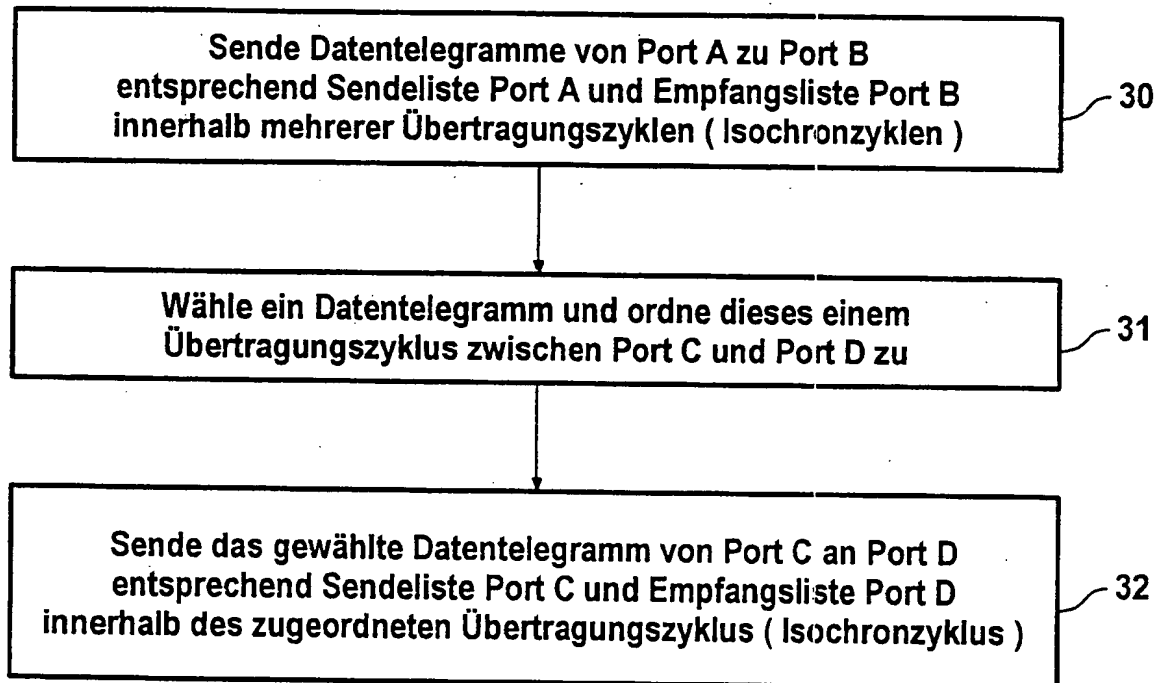 Sende Datentelegramme von Port A zu Port B
entsprechend Sendeliste Port A und Empfangsliste Port B
innerhalb mehrerer Übertragungszyklen ( Isochronzyklen )
30
Wähle ein Datentelegramm und ordne dieses einem
Übertragungszyklus zwischen Port C und Port D zu
31
Sende das gewählte Datentelegramm von Port C an Port D
entsprechend Sendeliste Port C und Empfangsliste Port D
innerhalb des zugeordneten Übertragungszyklus ( Isochronzyklus )
32